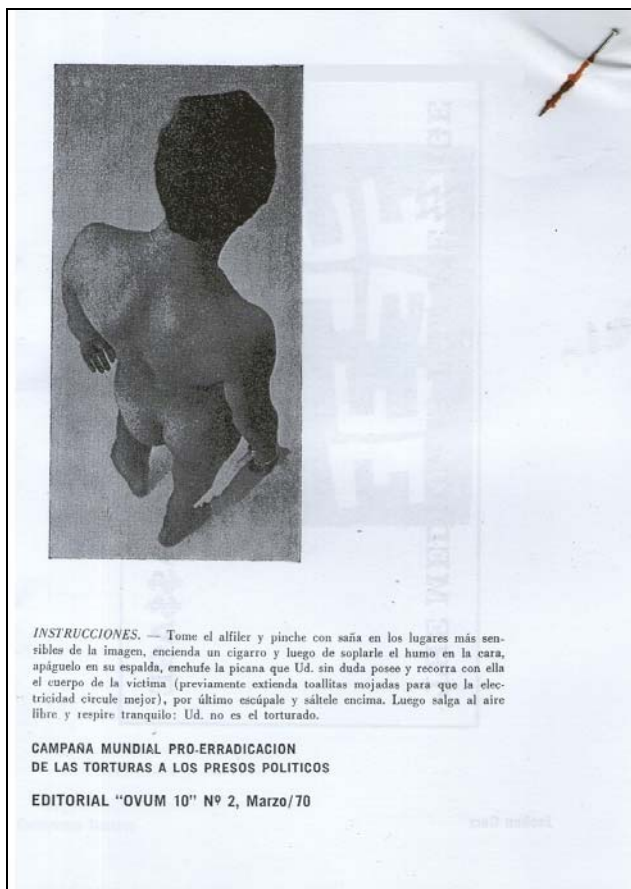 INSTRUCCIONES. — Tome el alfiler y pinche con saña en los lugares más sen-
sibles de la imagen, encienda un cigarro y luego de soplarle el humo en la cara,
apáguelo en su espalda, enchufe la picana que Ud. sin duda posee y recorra con ella
el cuerpo de la victima (previamente extienda toallitas mojadas para que la elec-
tricidad circule mejor), por último escúpale y sáltele encima. Luego salga al aire
libre y respire tranquilo: Ud. no es el torturado.
CAMPAÑA MUNDIAL PRO-ERRADICACION
DE LAS TORTURAS A LOS PRESOS POLITICOS
EDITORIAL "OVUM 10" Nº 2, Marzo/70